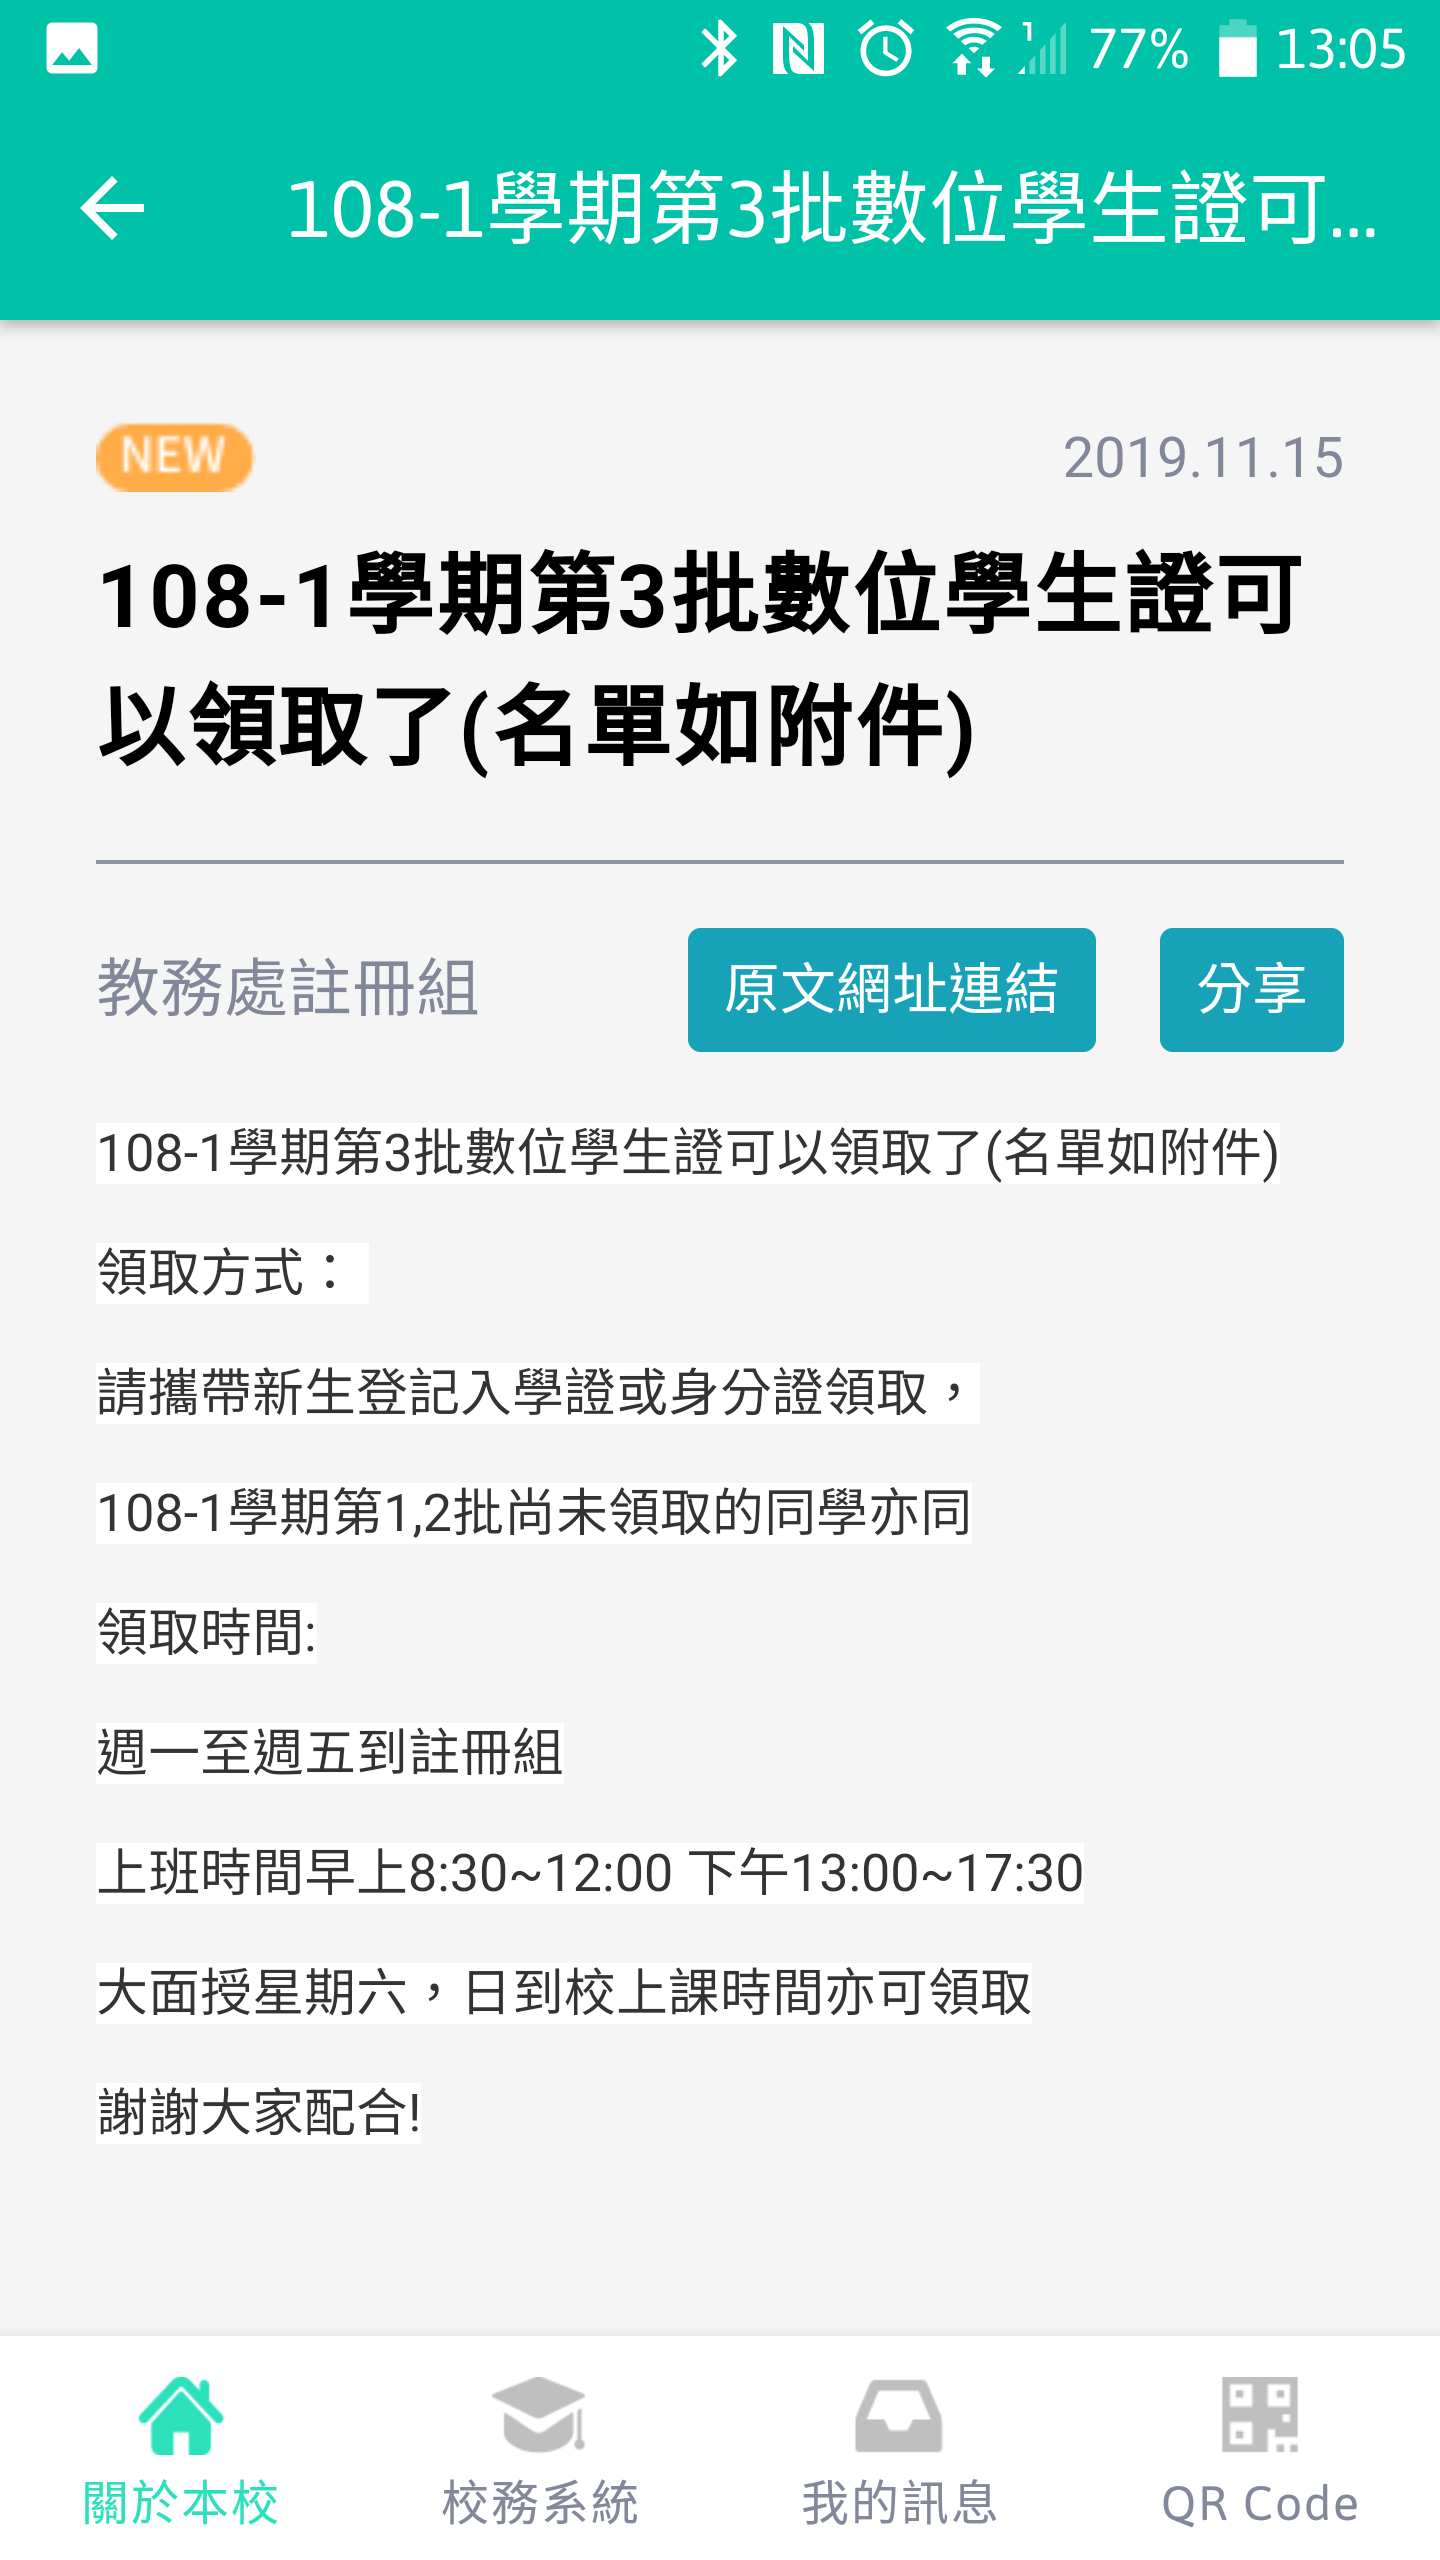 77% 13:05
108-1學期第3批數位學生證可...
NEW 2019.11.15
108-1學期第3批數位學生證可
以領取了(名單如附件)
教務處註冊組 原文網址連結 分享
108-1學期第3批數位學生證可以領取了(名單如附件)
領取方式：
請攜帶新生登記入學證或身分證領取，
108-1學期第1,2批尚未領取的同學亦同
領取時間:
週一至週五到註冊組
上班時間早上8:30~12:00 下午13:00~17:30
大面授星期六，日到校上課時間亦可領取
謝謝大家配合!
關於本校 校務系統 我的訊息 QR Code